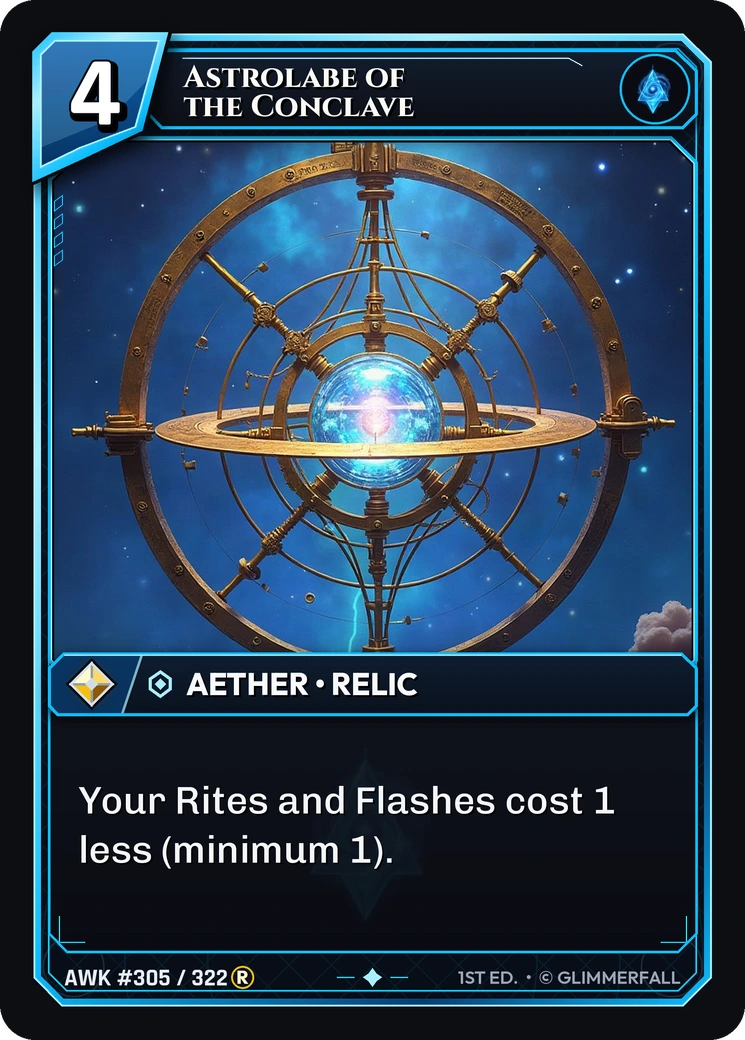 4
ASTROLABE OF
THE CONCLAVE
AETHER • RELIC
Your Rites and Flashes cost 1
less (minimum 1).
AWK #305 / 322 R
1ST ED. • © GLIMMERFALL